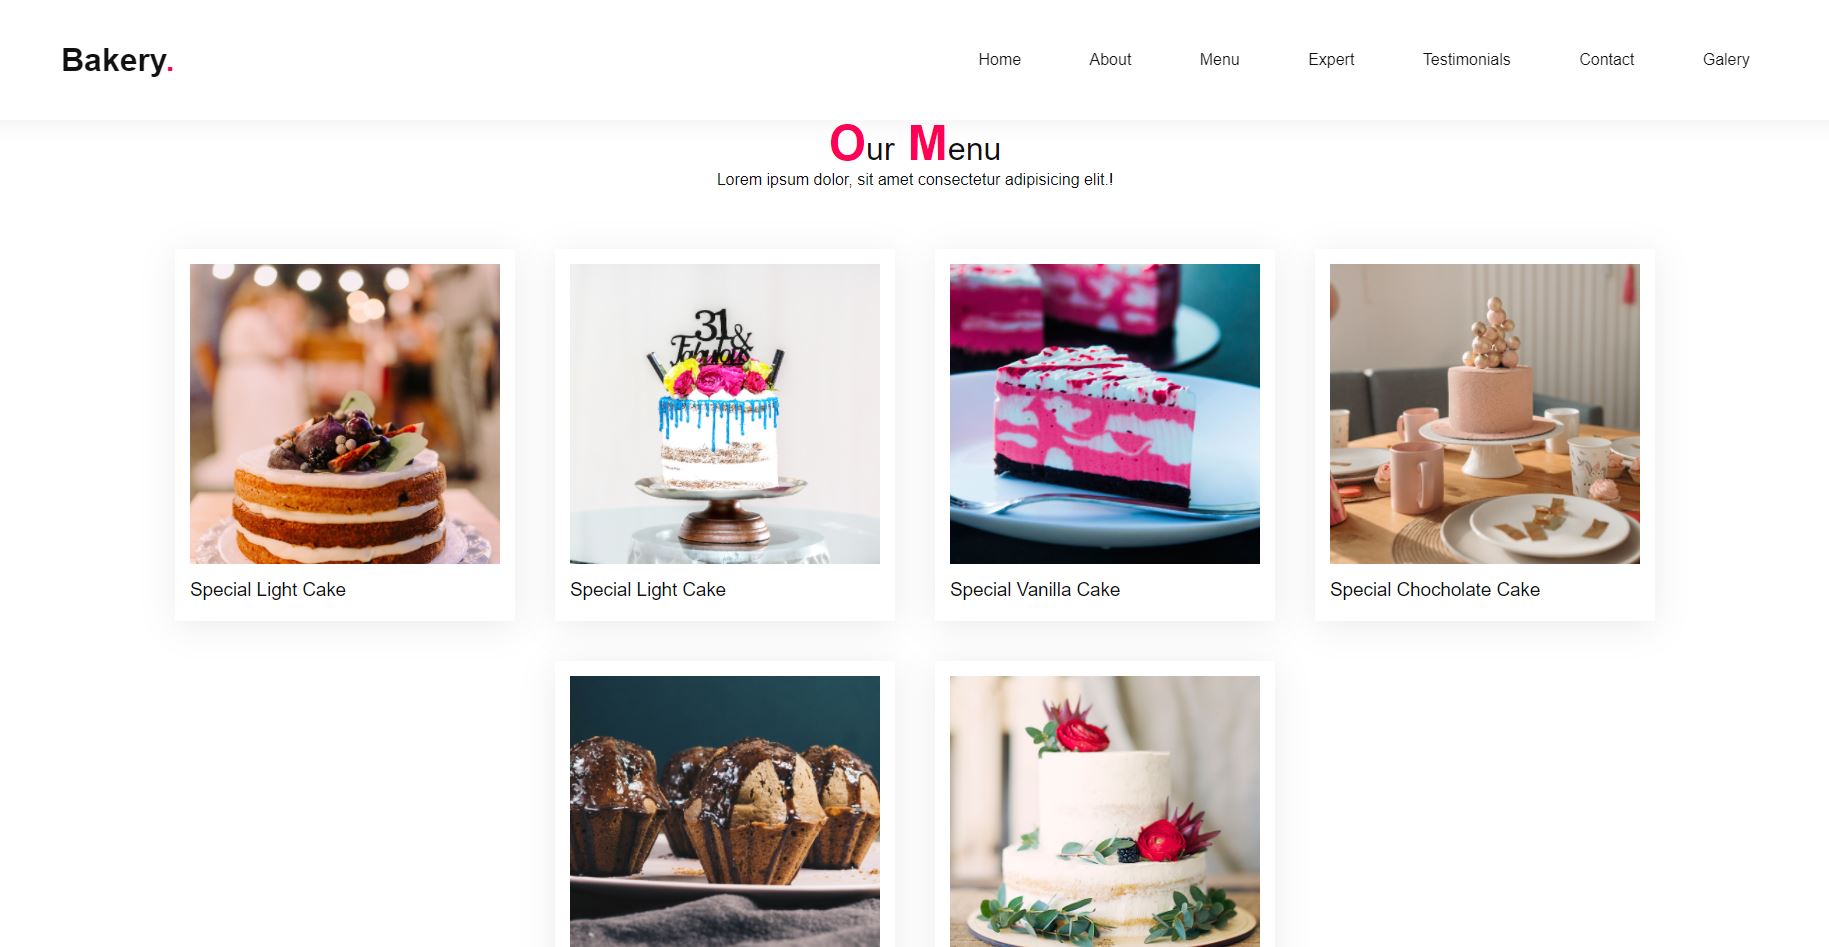 Bakery.
Home About Menu Expert Testimonials Contact Galery
Our Menu
Lorem ipsum dolor, sit amet consectetur adipisicing elit.!
31 &
Fabulous
Special Light Cake
Special Light Cake
Special Vanilla Cake
Special Chocholate Cake